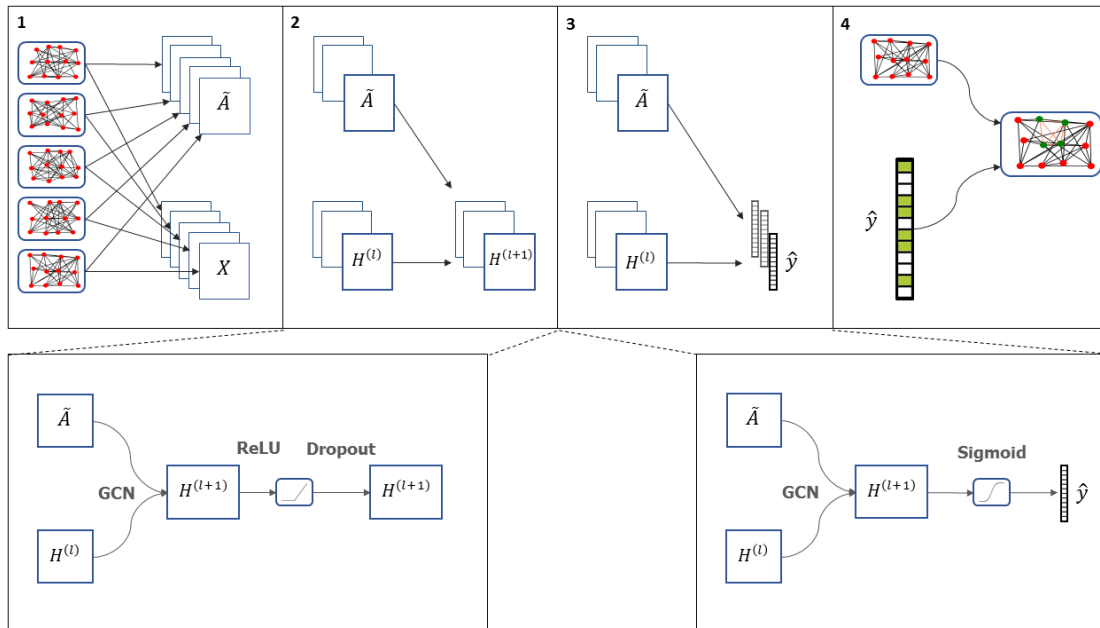 1
2
3
4
Ã
X
Ã
H^(l)
H^(l+1)
Ã
H^(l)
ŷ
ŷ
Ã
GCN
H^(l)
H^(l+1)
ReLU
Dropout
H^(l+1)
Ã
GCN
H^(l)
H^(l+1)
Sigmoid
ŷ